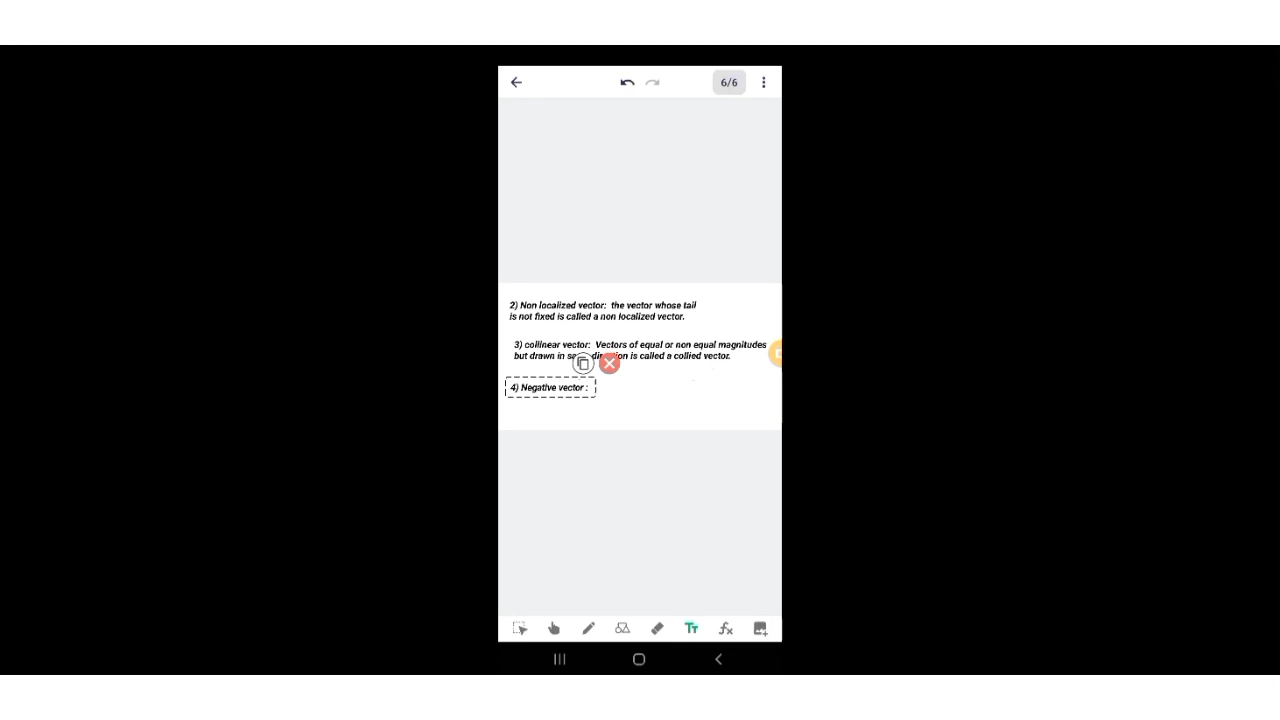 6/6
2) Non localized vector: the vector whose tail
is not fixed is called a non localized vector.
3) collinear vector: Vectors of equal or non equal magnitudes
but drawn in is called a collied vector.
4) Negative vector :